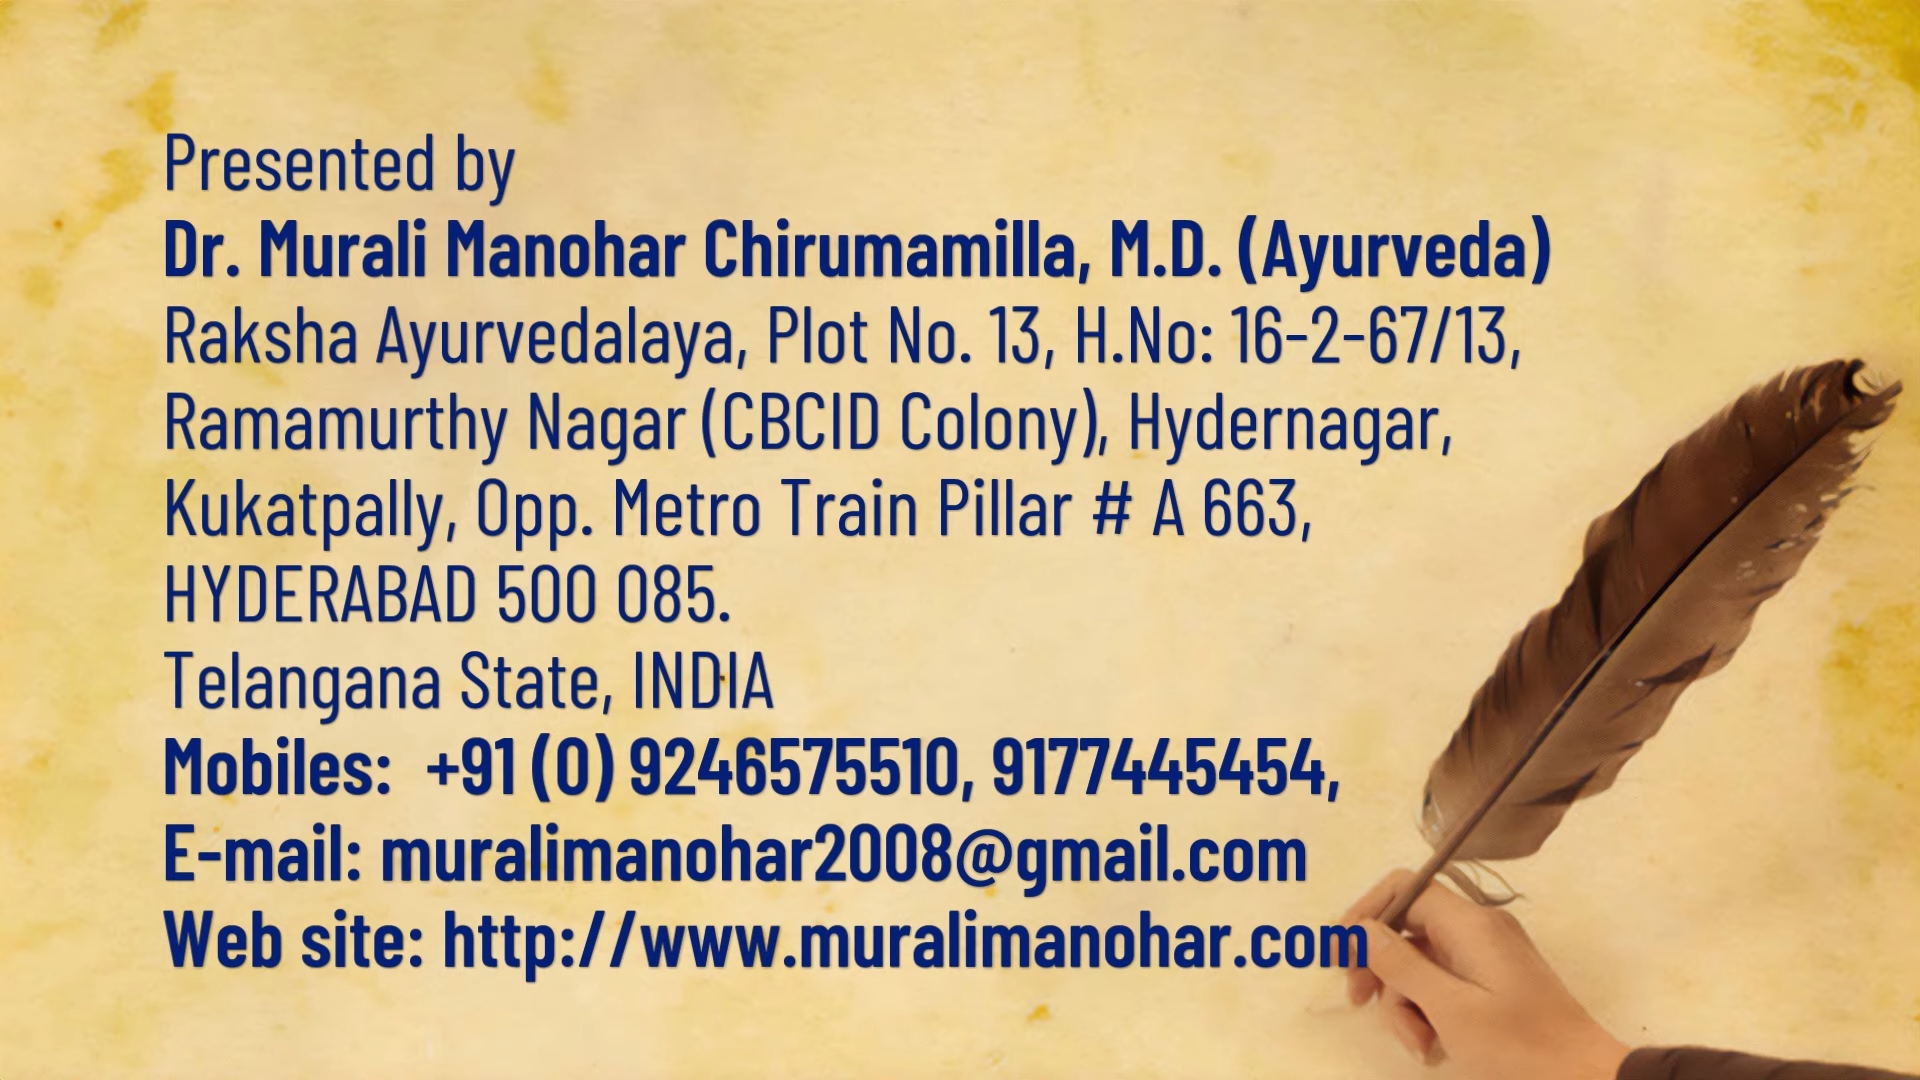 Presented by
Dr. Murali Manohar Chirumamilla, M.D. (Ayurveda)
Raksha Ayurvedalaya, Plot No. 13, H.No: 16-2-67/13,
Ramamurthy Nagar (CBCID Colony), Hydernagar,
Kukatpally, Opp. Metro Train Pillar # A 663,
HYDERABAD 500 085.
Telangana State, INDIA
Mobiles:  +91 (0) 9246575510, 9177445454,
E-mail: muralimanohar2008@gmail.com
Web site: http://www.muralimanohar.com